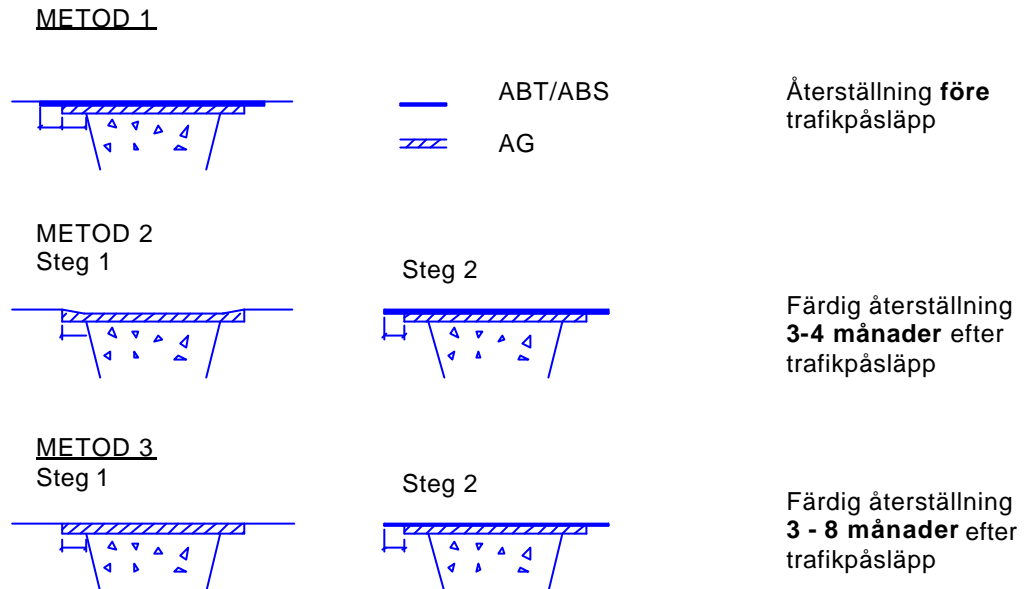 METOD 1
ABT/ABS
AG
Återställning före
trafikpåsläpp
METOD 2
Steg 1
Steg 2
Färdig återställning
3-4 månader efter
trafikpåsläpp
METOD 3
Steg 1
Steg 2
Färdig återställning
3 - 8 månader efter
trafikpåsläpp